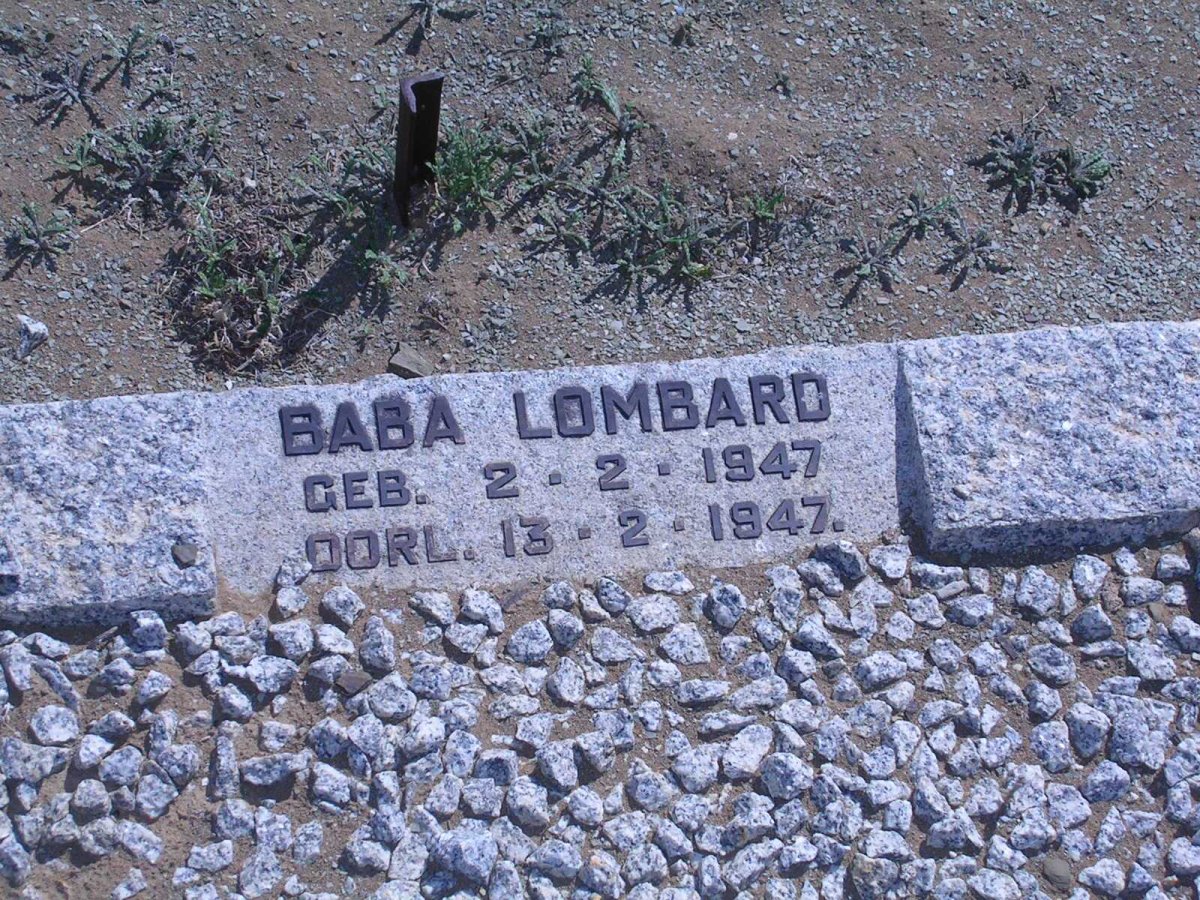 BABA LOMBARD
GEB. 2 · 2 · 1947
OORL. 13 · 2 · 1947.